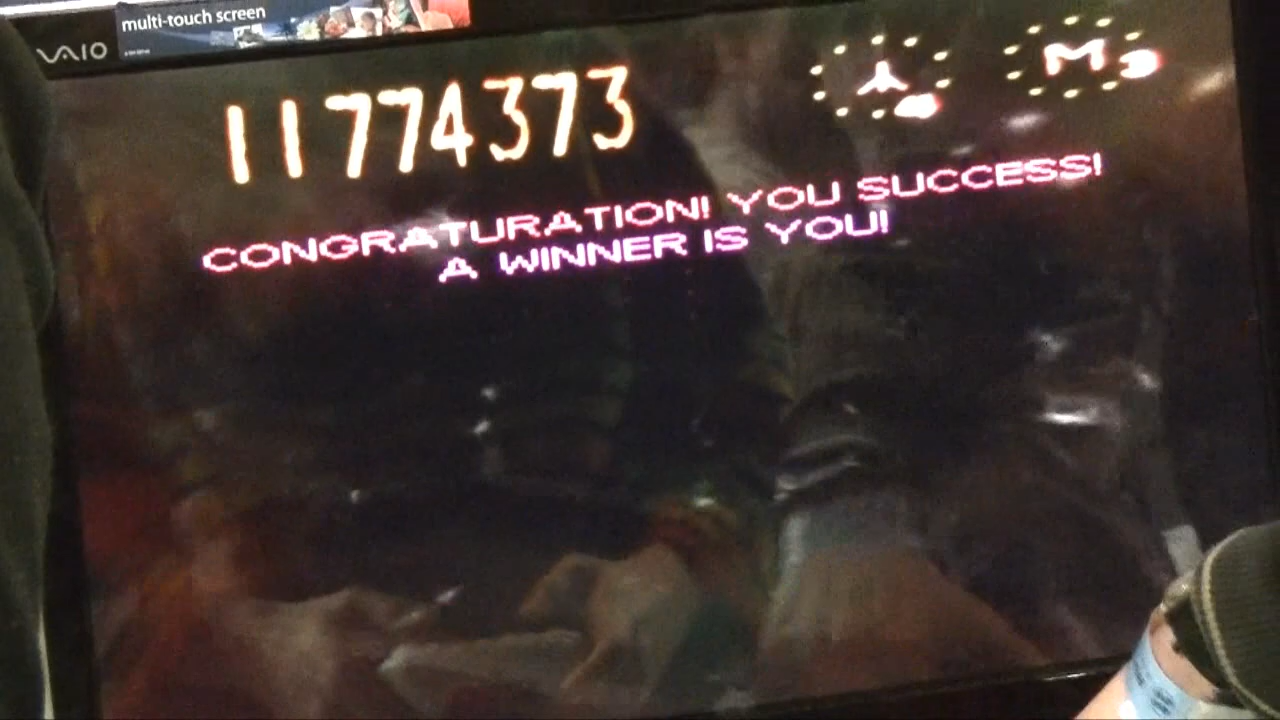 multi-touch screen
VAIO
11774373
M
CONGRATURATION! YOU SUCCESS!
A WINNER IS YOU!